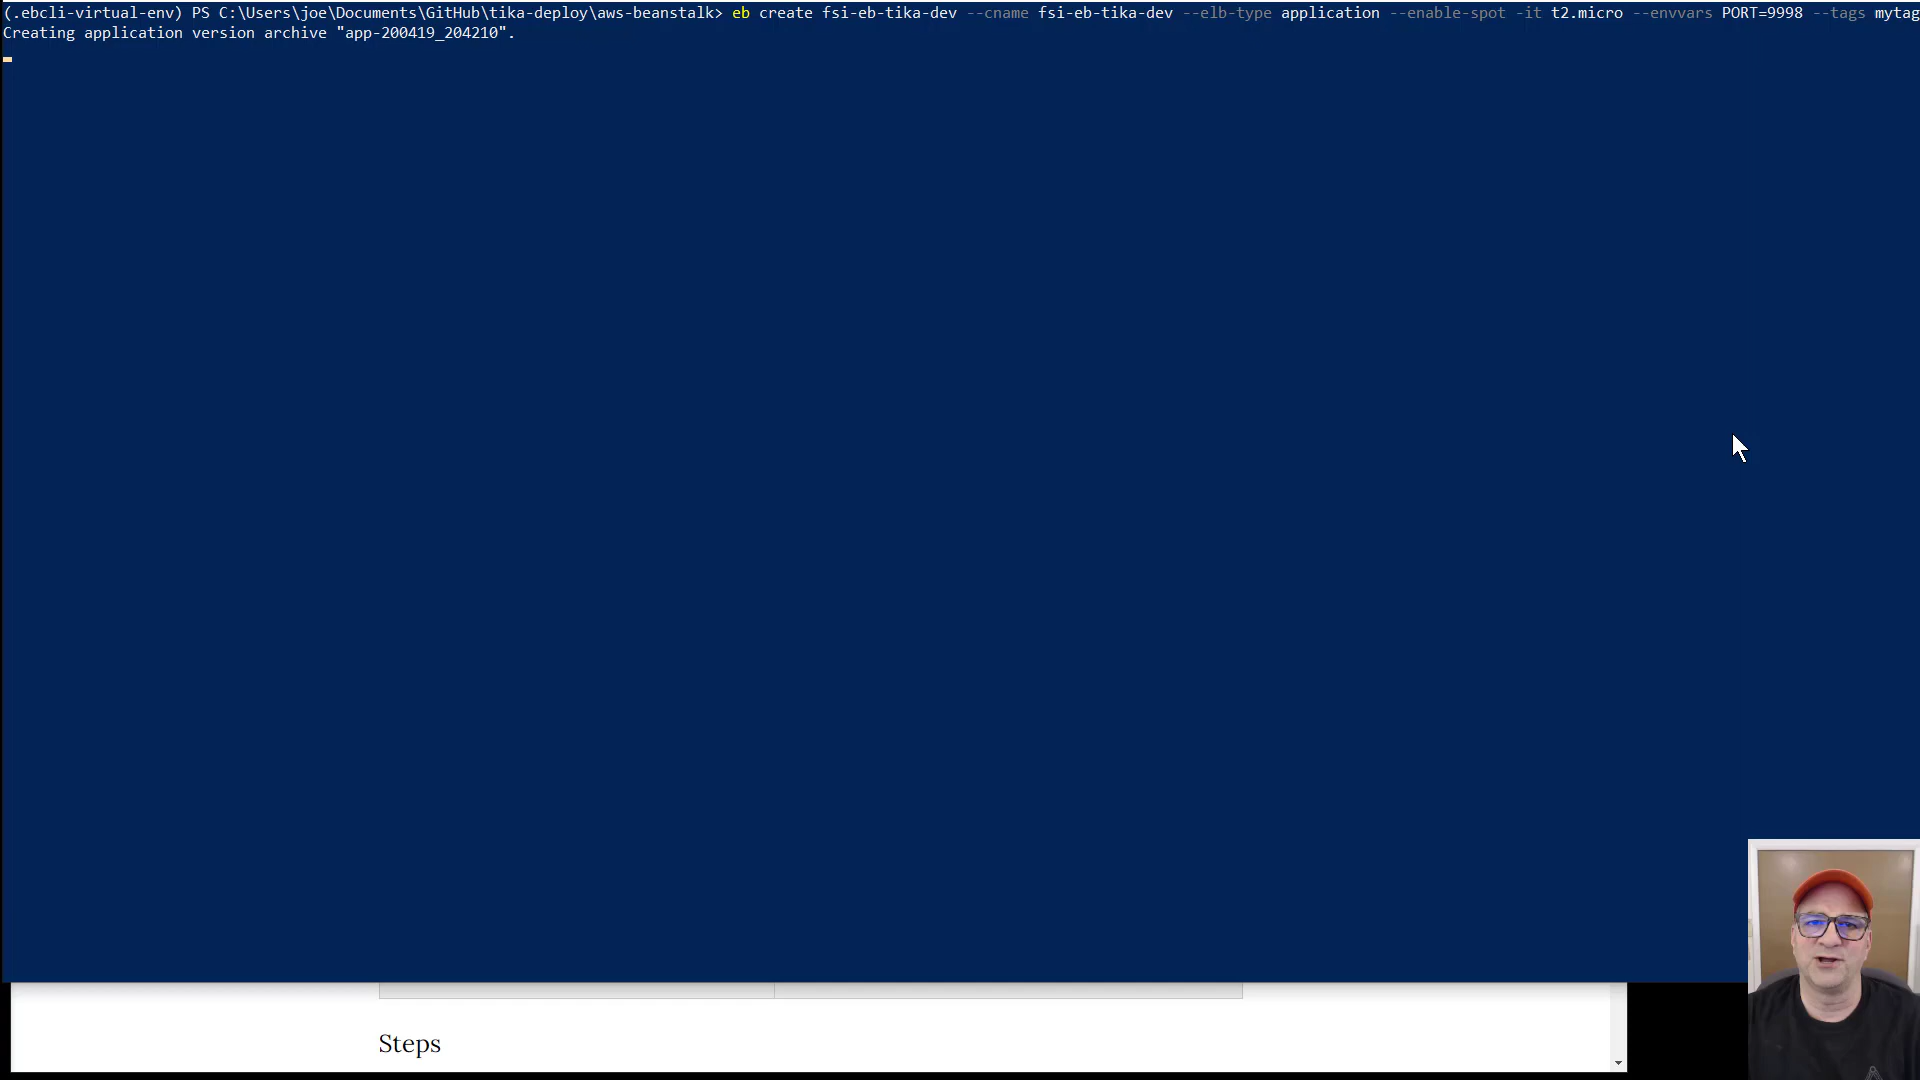 (.ebcli-virtual-env) PS C:\Users\joe\Documents\GitHub\tika-deploy\aws-beanstalk> eb create fsi-eb-tika-dev --cname fsi-eb-tika-dev --elb-type application --enable-spot -it t2.micro --envvars PORT=9998 --tags mytag
Creating application version archive "app-200419_204210".
Steps